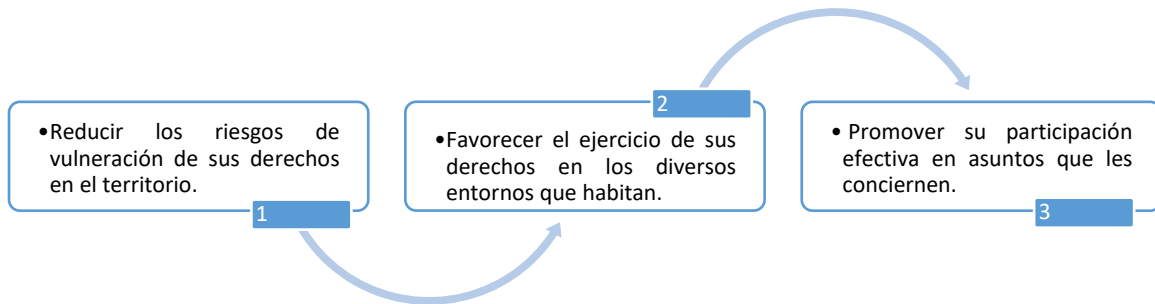 •Reducir los riesgos de
vulneración de sus derechos
en el territorio.
1
2
•Favorecer el ejercicio de sus
derechos en los diversos
entornos que habitan.
• Promover su participación
efectiva en asuntos que les
conciernen.
3